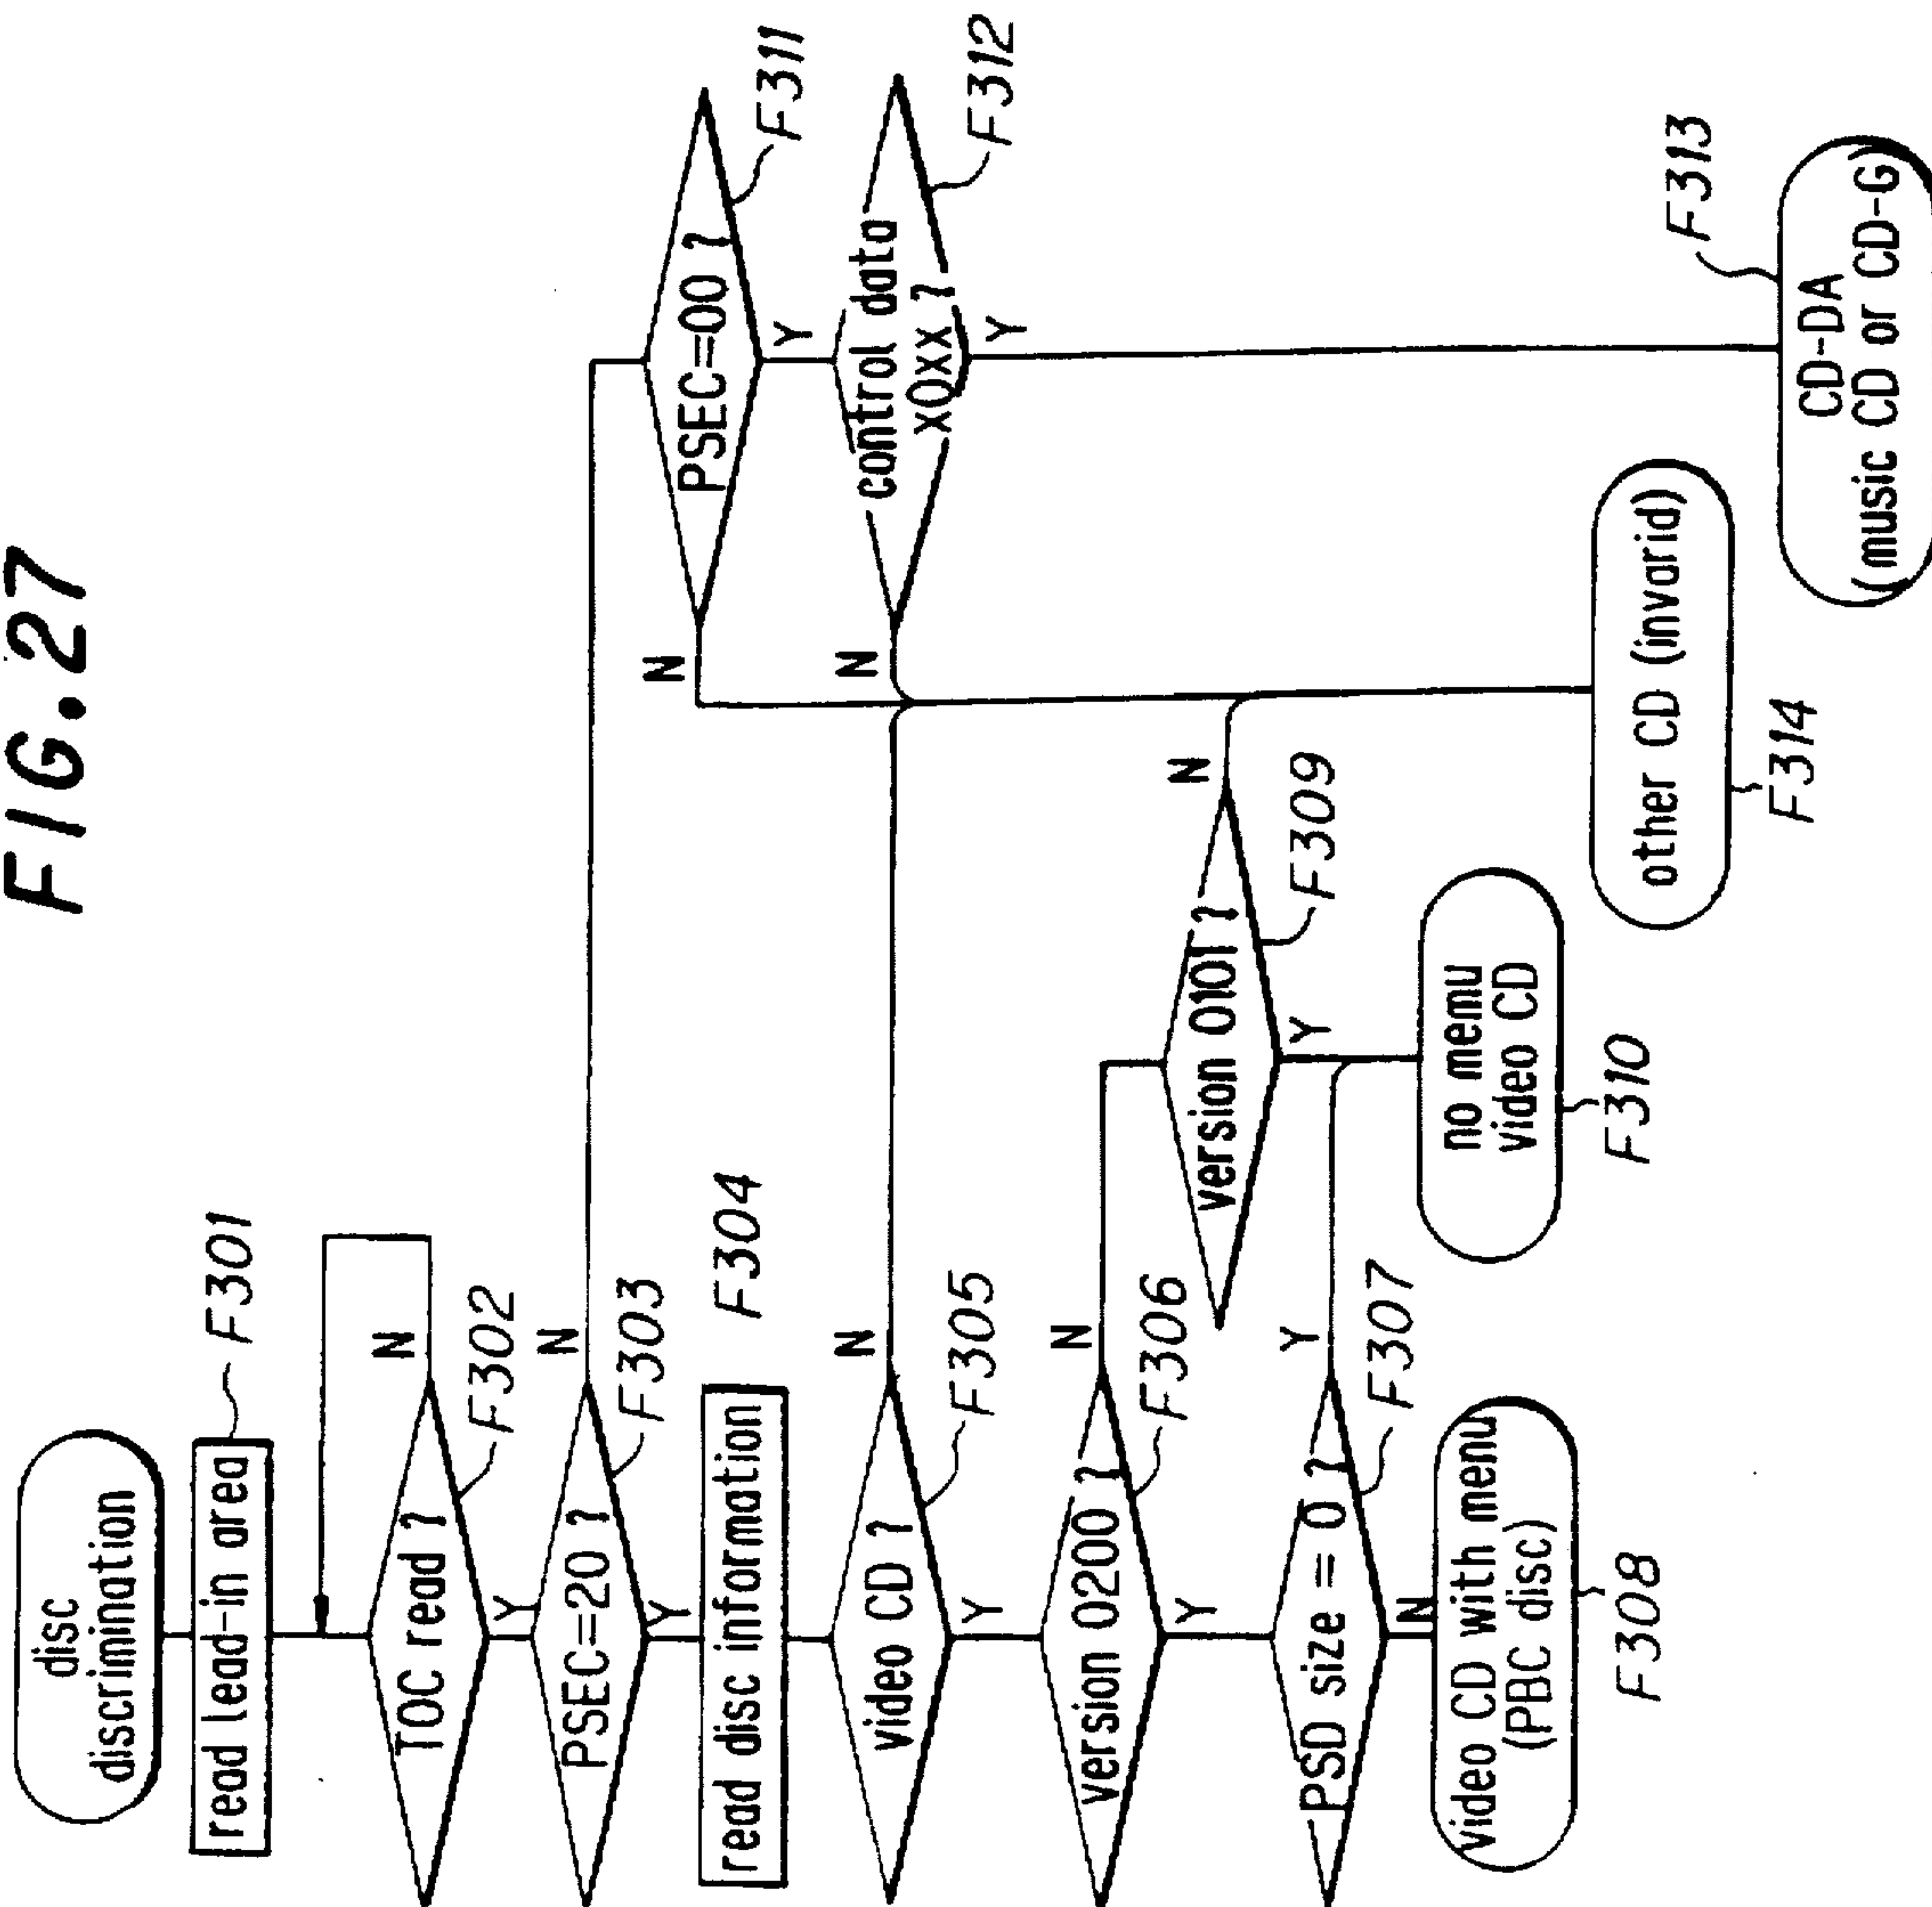 FIG.27
disc
discrimination
read lead-in area
F301
TOC read ?
N
F302
Y
PSEC=20 ?
N
F303
Y
read disc information
F304
video CD ?
N
F305
Y
version 0200 ?
N
F306
Y
PSD size = 0 ?
Y
F307
N
video CD with menu
(PBC disc)
F308
version 0101 ?
N
F309
Y
no memu
video CD
F310
PSEC=00 ?
F311
N
Y
control data
x0xx ?
F312
N
Y
other CD (invarid)
F314
F313
CD-DA
(music CD or CD-G)